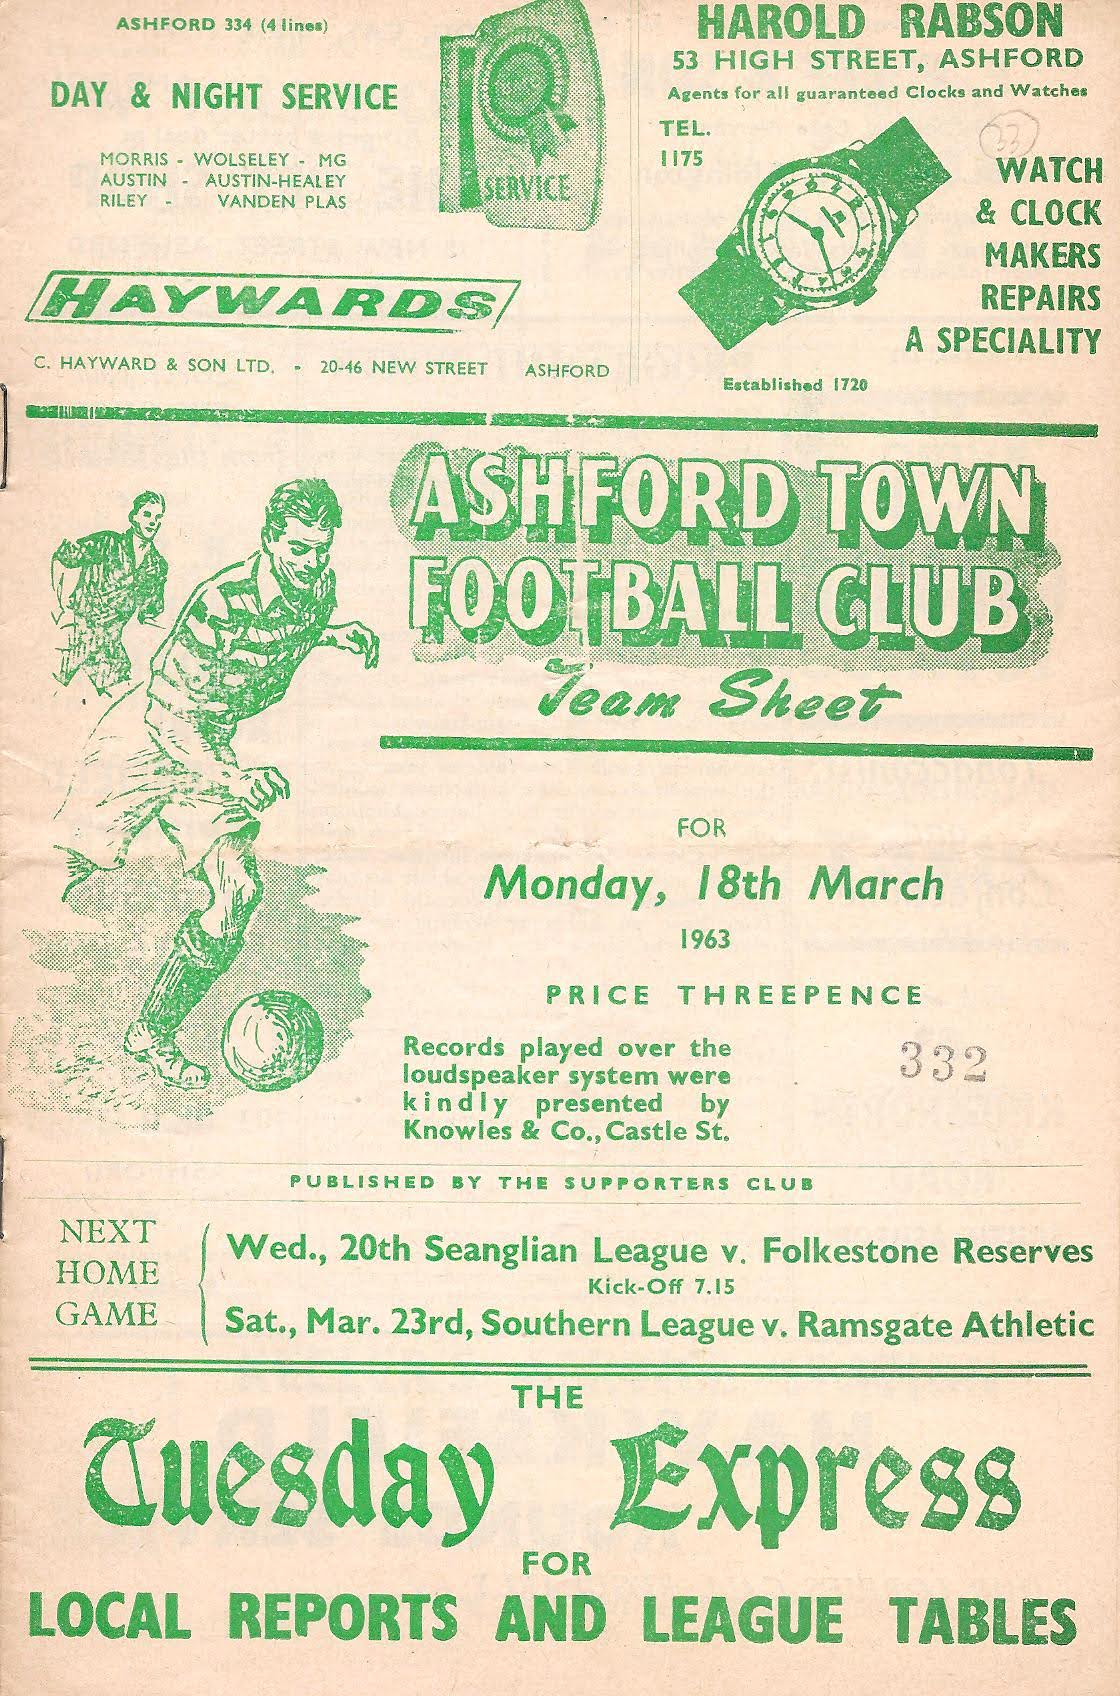 ASHFORD 334 (4 lines)
DAY & NIGHT SERVICE
MORRIS - WOLSELEY - MG
AUSTIN - AUSTIN-HEALEY
RILEY - VANDEN PLAS
SERVICE
HAYWARDS
C. HAYWARD & SON LTD. - 20-46 NEW STREET ASHFORD
HAROLD RABSON
53 HIGH STREET, ASHFORD
Agents for all guaranteed Clocks and Watches
TEL.
1175
33
WATCH
& CLOCK
MAKERS
REPAIRS
A SPECIALITY
Established 1720
ASHFORD TOWN
FOOTBALL CLUB
Team Sheet
FOR
Monday, 18th March
1963
PRICE THREEPENCE
Records played over the
loudspeaker system were
kindly presented by
Knowles & Co., Castle St.
332
PUBLISHED BY THE SUPPORTERS CLUB
NEXT
HOME
GAME
Wed., 20th Seanglian League v. Folkestone Reserves
Kick-Off 7.15
Sat., Mar. 23rd, Southern League v. Ramsgate Athletic
THE
Tuesday Express
FOR
LOCAL REPORTS AND LEAGUE TABLES